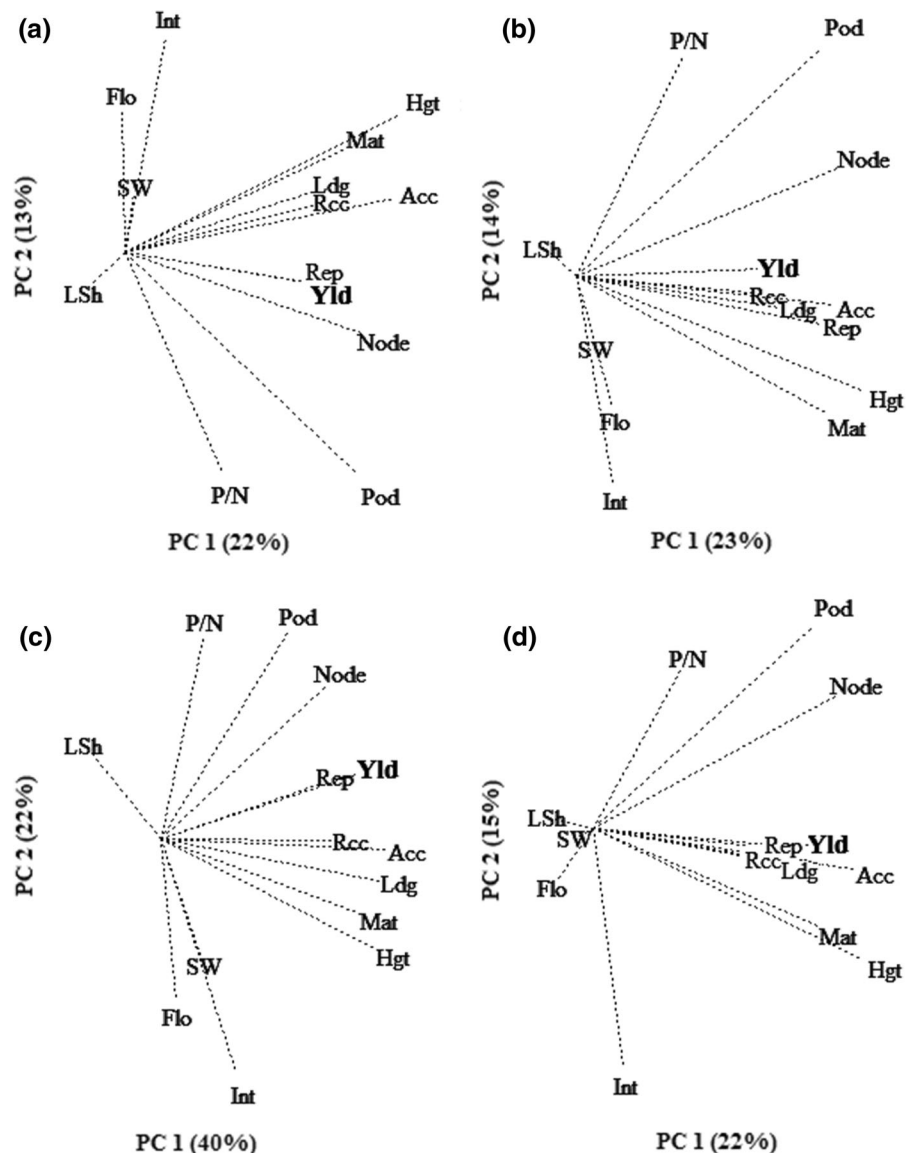 (a)
Int
Flo
Hgt
Mat
SW
Ldg
Rcc
Acc
LSh
Rep
Yld
Node
P/N
Pod
PC 2 (13%)
PC 1 (22%)
(b)
P/N
Pod
Node
LSh
Yld
Rcc
Ldg
Acc
Rep
SW
Hgt
Flo
Mat
Int
PC 2 (14%)
PC 1 (23%)
(c)
P/N
Pod
Node
LSh
Rep
Yld
Rcc
Acc
Ldg
Mat
Hgt
SW
Flo
Int
PC 2 (22%)
PC 1 (40%)
(d)
Pod
P/N
Node
LSh
SW
Rep
Yld
Rcc
Ldg
Acc
Flo
Mat
Hgt
Int
PC 2 (15%)
PC 1 (22%)